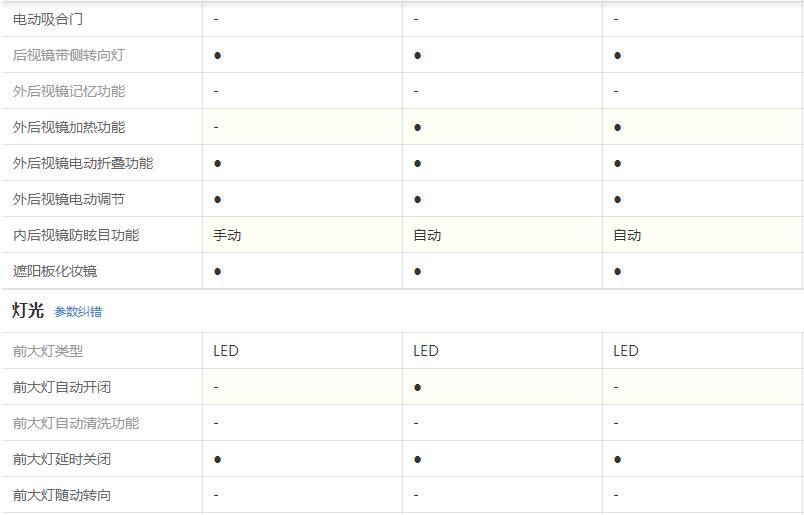 电动吸合门 - - -
后视镜带侧转向灯 ● ● ●
外后视镜记忆功能 - - -
外后视镜加热功能 - ● ●
外后视镜电动折叠功能 ● ● ●
外后视镜电动调节 ● ● ●
内后视镜防眩目功能 手动 自动 自动
遮阳板化妆镜 ● ● ●
灯光 参数纠错
前大灯类型 LED LED LED
前大灯自动开闭 - ● -
前大灯自动清洗功能 - - -
前大灯延时关闭 ● ● ●
前大灯随动转向 - - -